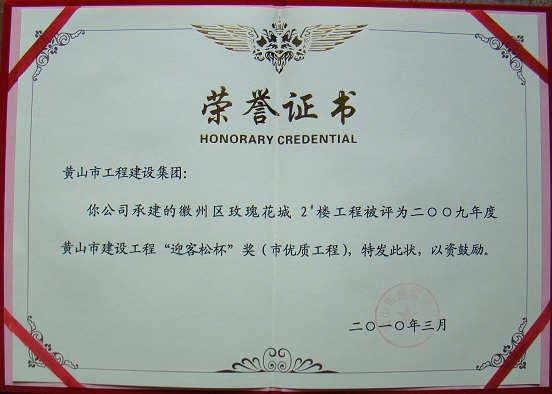 荣誉证书
HONORARY CREDENTIAL
黄山市工程建设集团：
你公司承建的徽州区玫瑰花城 2#楼工程被评为二〇〇九年度
黄山市建设工程“迎客松杯”奖（市优质工程），特发此状，以资鼓励。
二〇一〇年三月